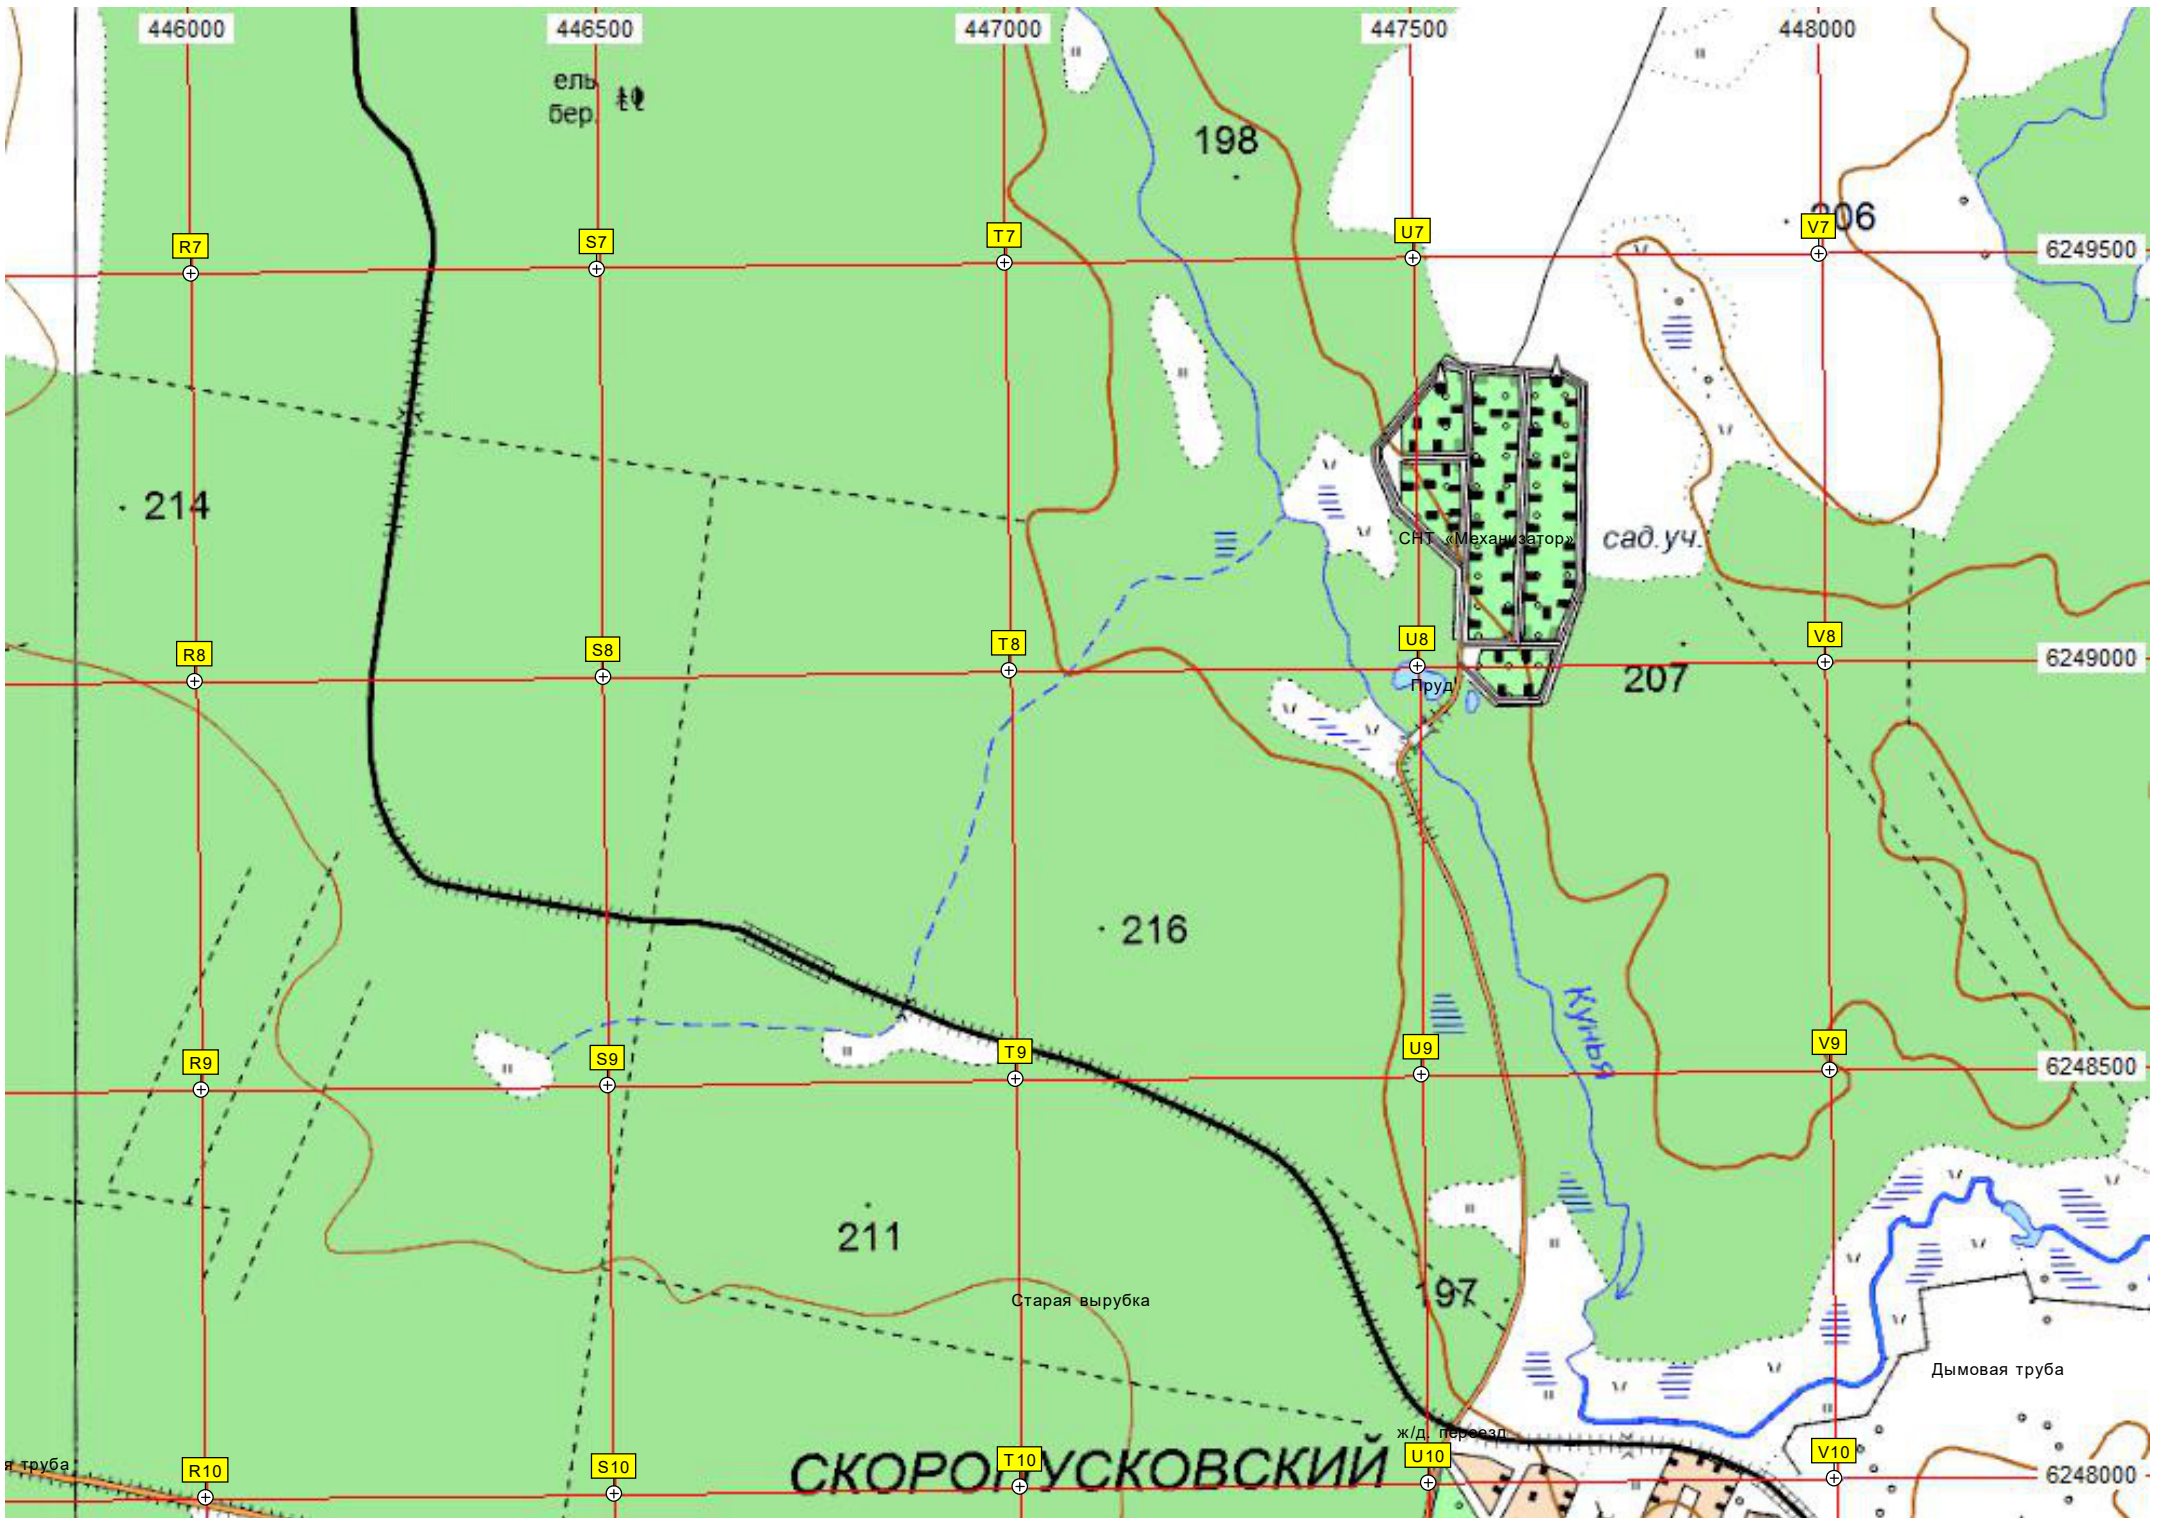 446000 446500 447000 447500 448000
ель
бер.
198
206
R7 S7 T7 U7 V7 6249500
214
СНТ «Механизатор» сад.уч.
R8 S8 T8 U8 V8 6249000
Пруд
207
216
Кунья
R9 S9 T9 U9 V9 6248500
211
197
Старая вырубка
Дымовая труба
ж/д. переезд
я труба
СКОРОПУСКОВСКИЙ
R10 S10 T10 U10 V10 6248000